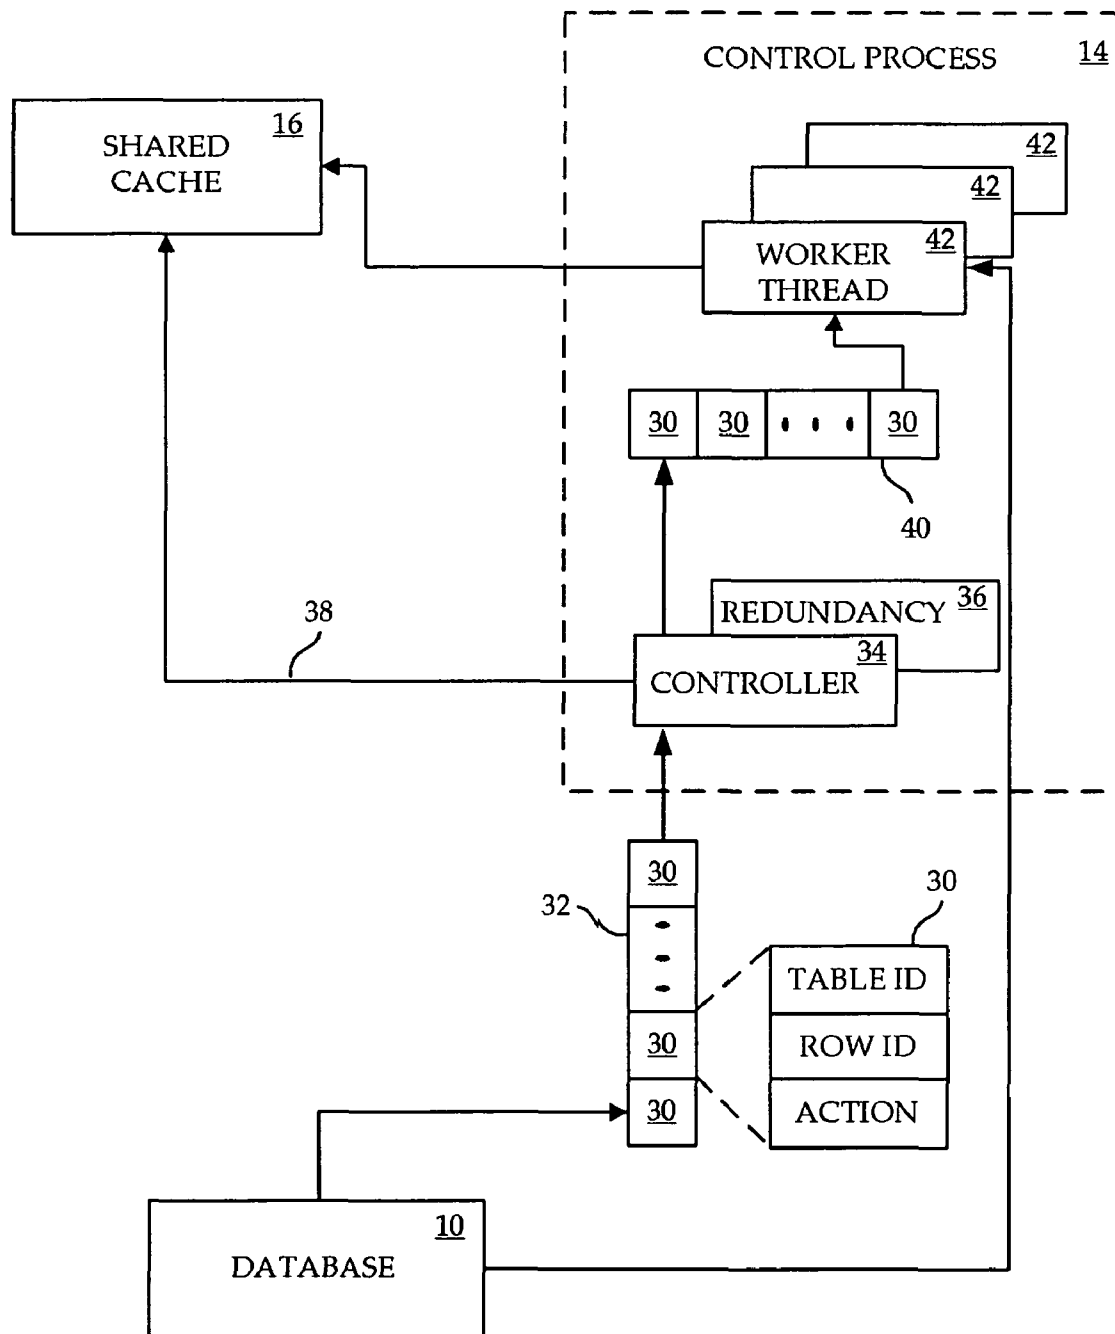 CONTROL PROCESS 14
16
SHARED
CACHE
42
42
42
WORKER
THREAD
30 30 30
40
36
REDUNDANCY
34
CONTROLLER
38
30
32
30
TABLE ID
30
ROW ID
30
ACTION
10
DATABASE